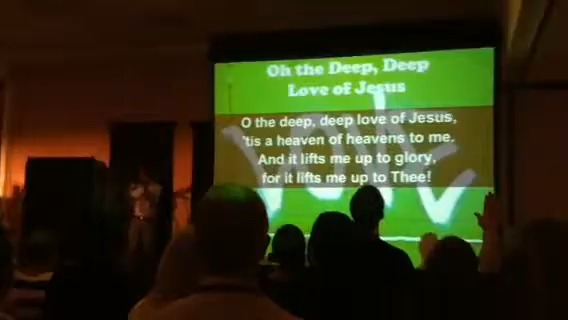 Oh the Deep, Deep
Love of Jesus
O the deep, deep love of Jesus,
'tis a heaven of heavens to me.
And it lifts me up to glory,
for it lifts me up to Thee!